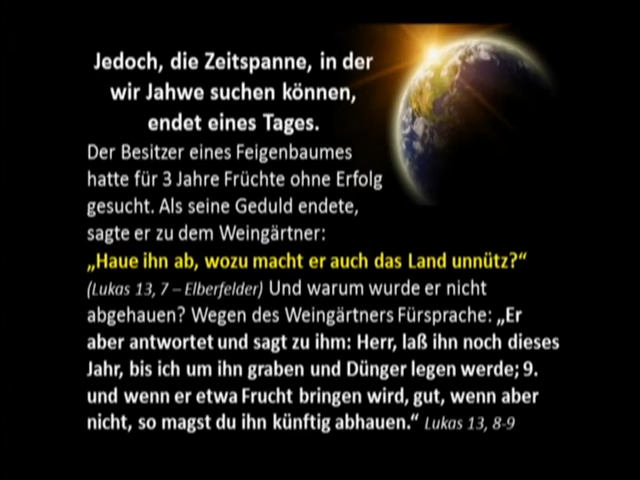 Jedoch, die Zeitspanne, in der
wir Jahwe suchen können,
endet eines Tages.
Der Besitzer eines Feigenbaumes
hatte für 3 Jahre Früchte ohne Erfolg
gesucht. Als seine Geduld endete,
sagte er zu dem Weingärtner:
„Haue ihn ab, wozu macht er auch das Land unnütz?“
(Lukas 13, 7 – Elberfelder) Und warum wurde er nicht
abgehauen? Wegen des Weingärtners Fürsprache: „Er
aber antwortet und sagt zu ihm: Herr, laß ihn noch dieses
Jahr, bis ich um ihn graben und Dünger legen werde; 9.
und wenn er etwa Frucht bringen wird, gut, wenn aber
nicht, so magst du ihn künftig abhauen.“ Lukas 13, 8-9